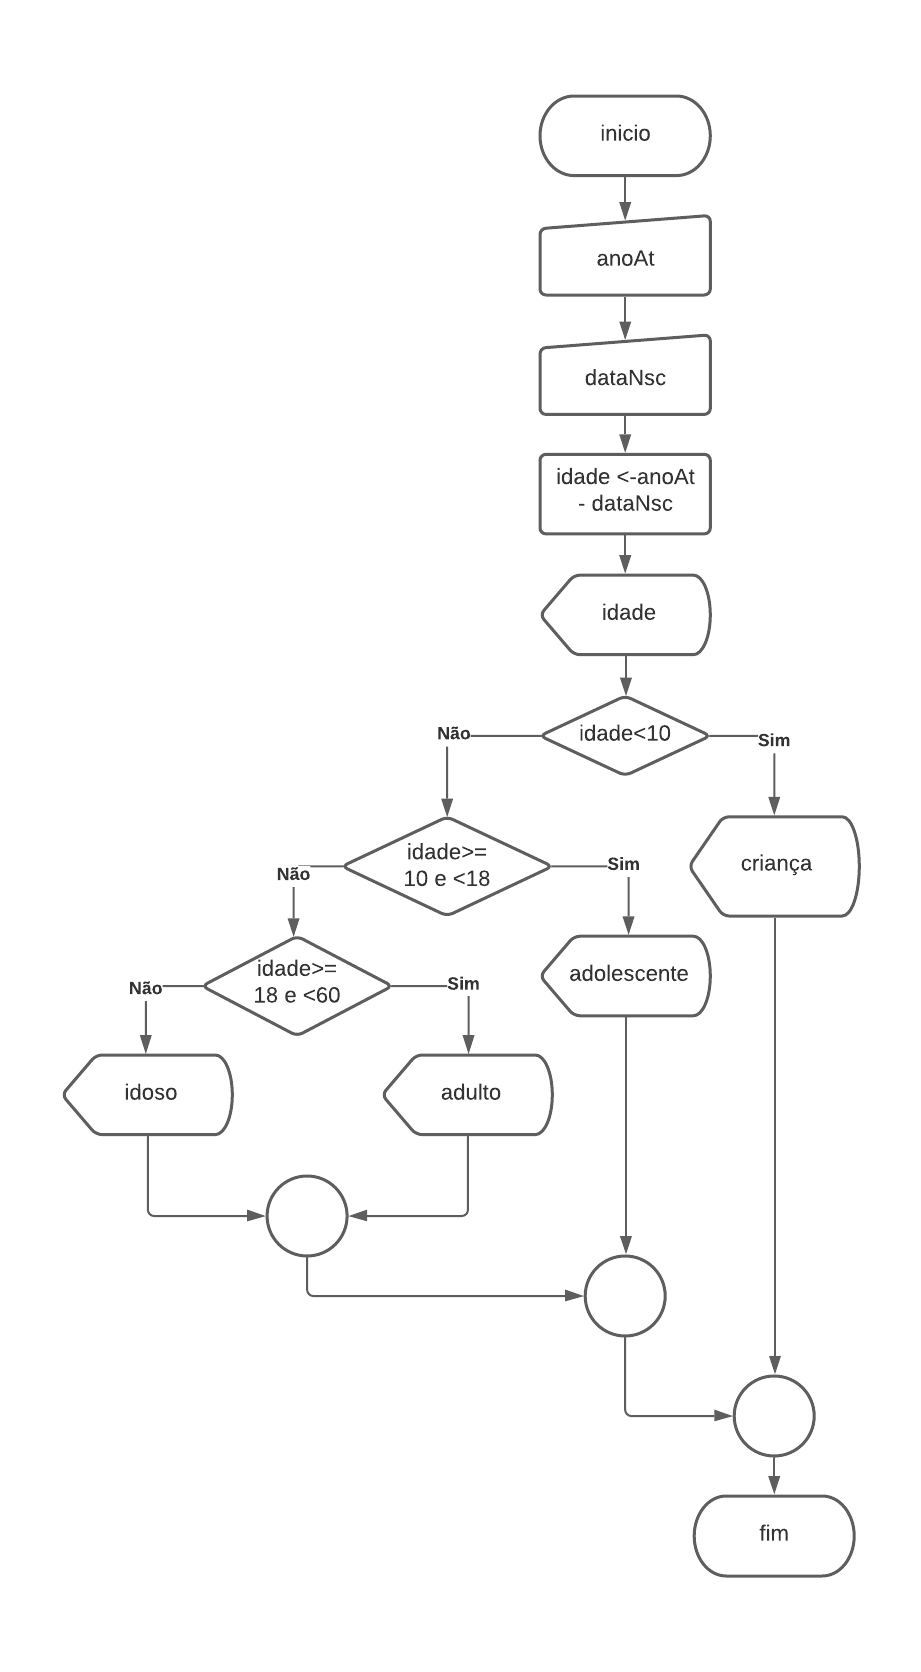 inicio
anoAt
dataNsc
idade <-anoAt
- dataNsc
idade
idade<10
Não
Sim
idade>=
10 e <18
criança
Não
Sim
idade>=
18 e <60
adolescente
Não
Sim
idoso
adulto
fim